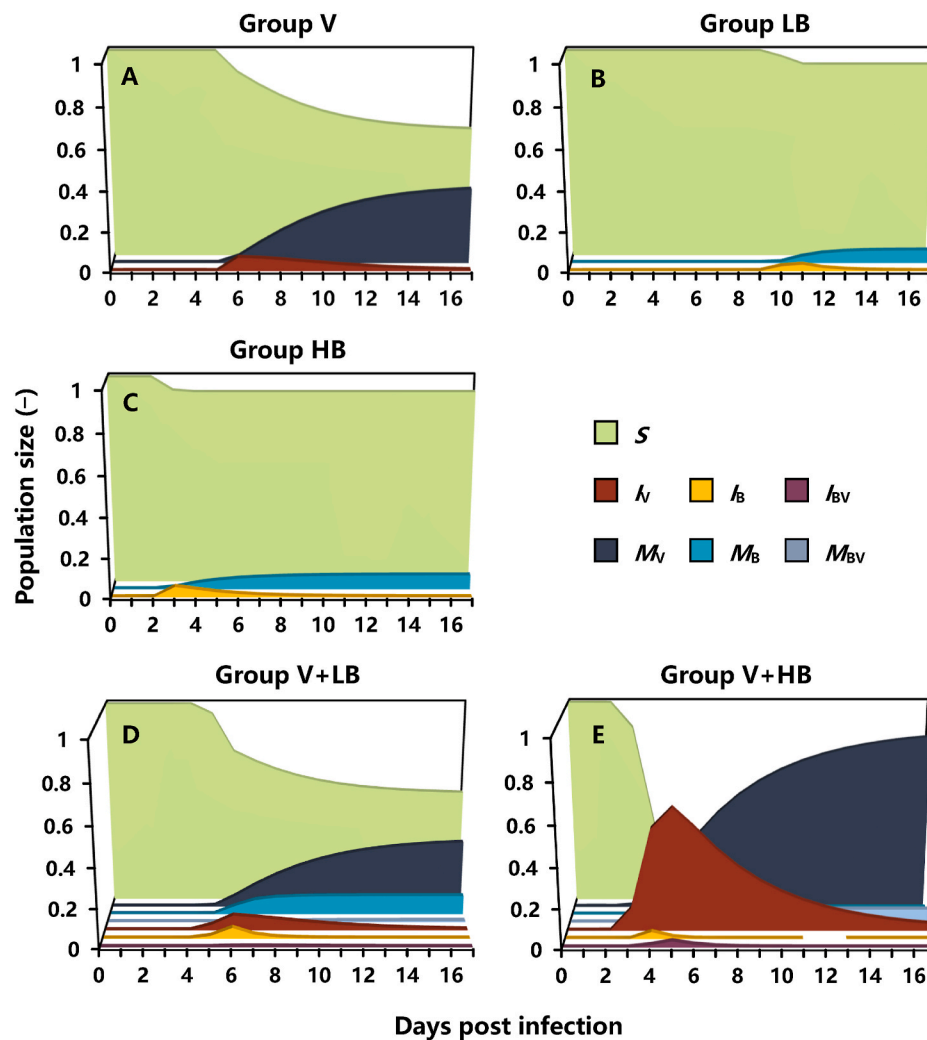 Group V
Group LB
A
B
1
0.8
0.6
0.4
0.2
0
0 2 4 6 8 10 12 14 16
1
0.8
0.6
0.4
0.2
0
0 2 4 6 8 10 12 14 16
Group HB
C
Population size (–)
1
0.8
0.6
0.4
0.2
0
0 2 4 6 8 10 12 14 16
S
IV IB IBV
MV MB MBV
Group V+LB
Group V+HB
D
E
1
0.8
0.6
0.4
0.2
0
0 2 4 6 8 10 12 14 16
1
0.8
0.6
0.4
0.2
0
0 2 4 6 8 10 12 14 16
Days post infection